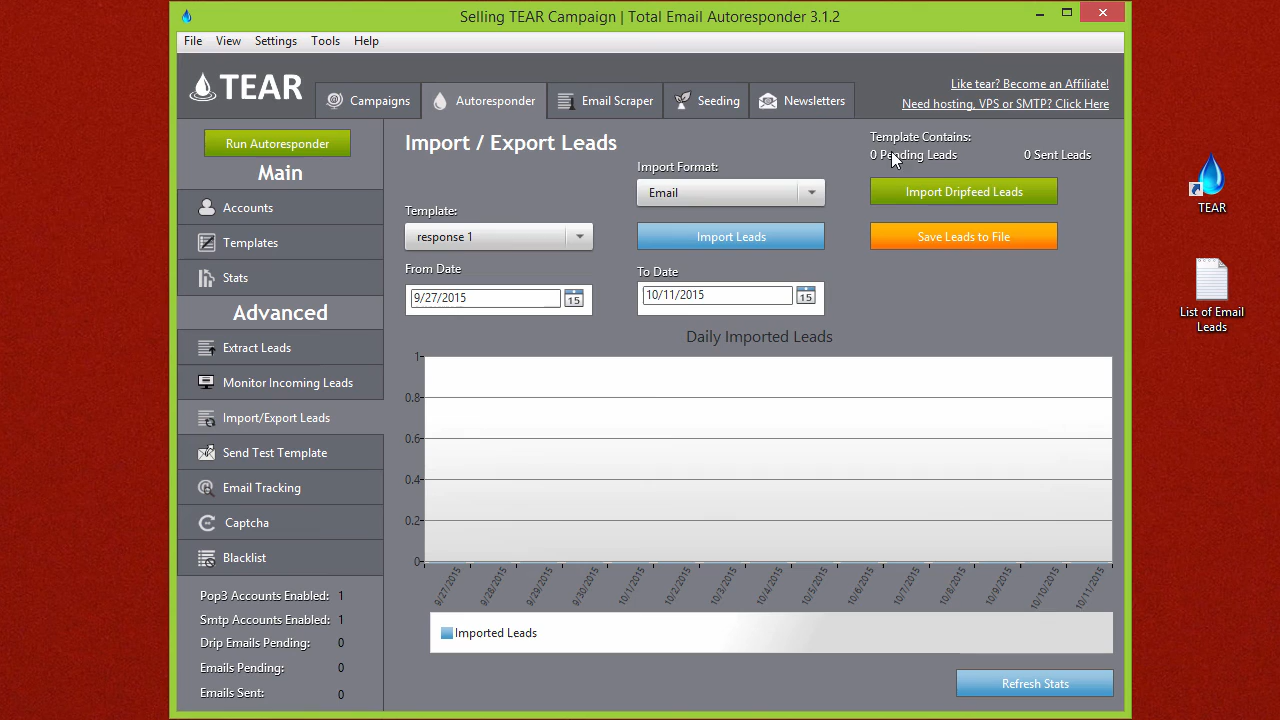 Selling TEAR Campaign | Total Email Autoresponder 3.1.2
File View Settings Tools Help
TEAR
Campaigns
Autoresponder
Email Scraper
Seeding
Newsletters
Like tear? Become an Affiliate!
Need hosting, VPS or SMTP? Click Here
Run Autoresponder
Main
Accounts
Templates
Stats
Advanced
Extract Leads
Monitor Incoming Leads
Import/Export Leads
Send Test Template
Email Tracking
Captcha
Blacklist
Pop3 Accounts Enabled: 1
Smtp Accounts Enabled: 1
Drip Emails Pending: 0
Emails Pending: 0
Emails Sent: 0
Import / Export Leads
Template Contains:
0 Pending Leads 0 Sent Leads
Import Format:
Email
Import Dripfeed Leads
Template:
response 1
Import Leads
Save Leads to File
From Date
9/27/2015
15
To Date
10/11/2015
15
Daily Imported Leads
1
0.8
0.6
0.4
0.2
0
9/27/2015
9/28/2015
9/29/2015
9/30/2015
10/1/2015
10/2/2015
10/3/2015
10/4/2015
10/5/2015
10/6/2015
10/7/2015
10/8/2015
10/9/2015
10/10/2015
10/11/2015
Imported Leads
Refresh Stats
TEAR
List of Email
Leads